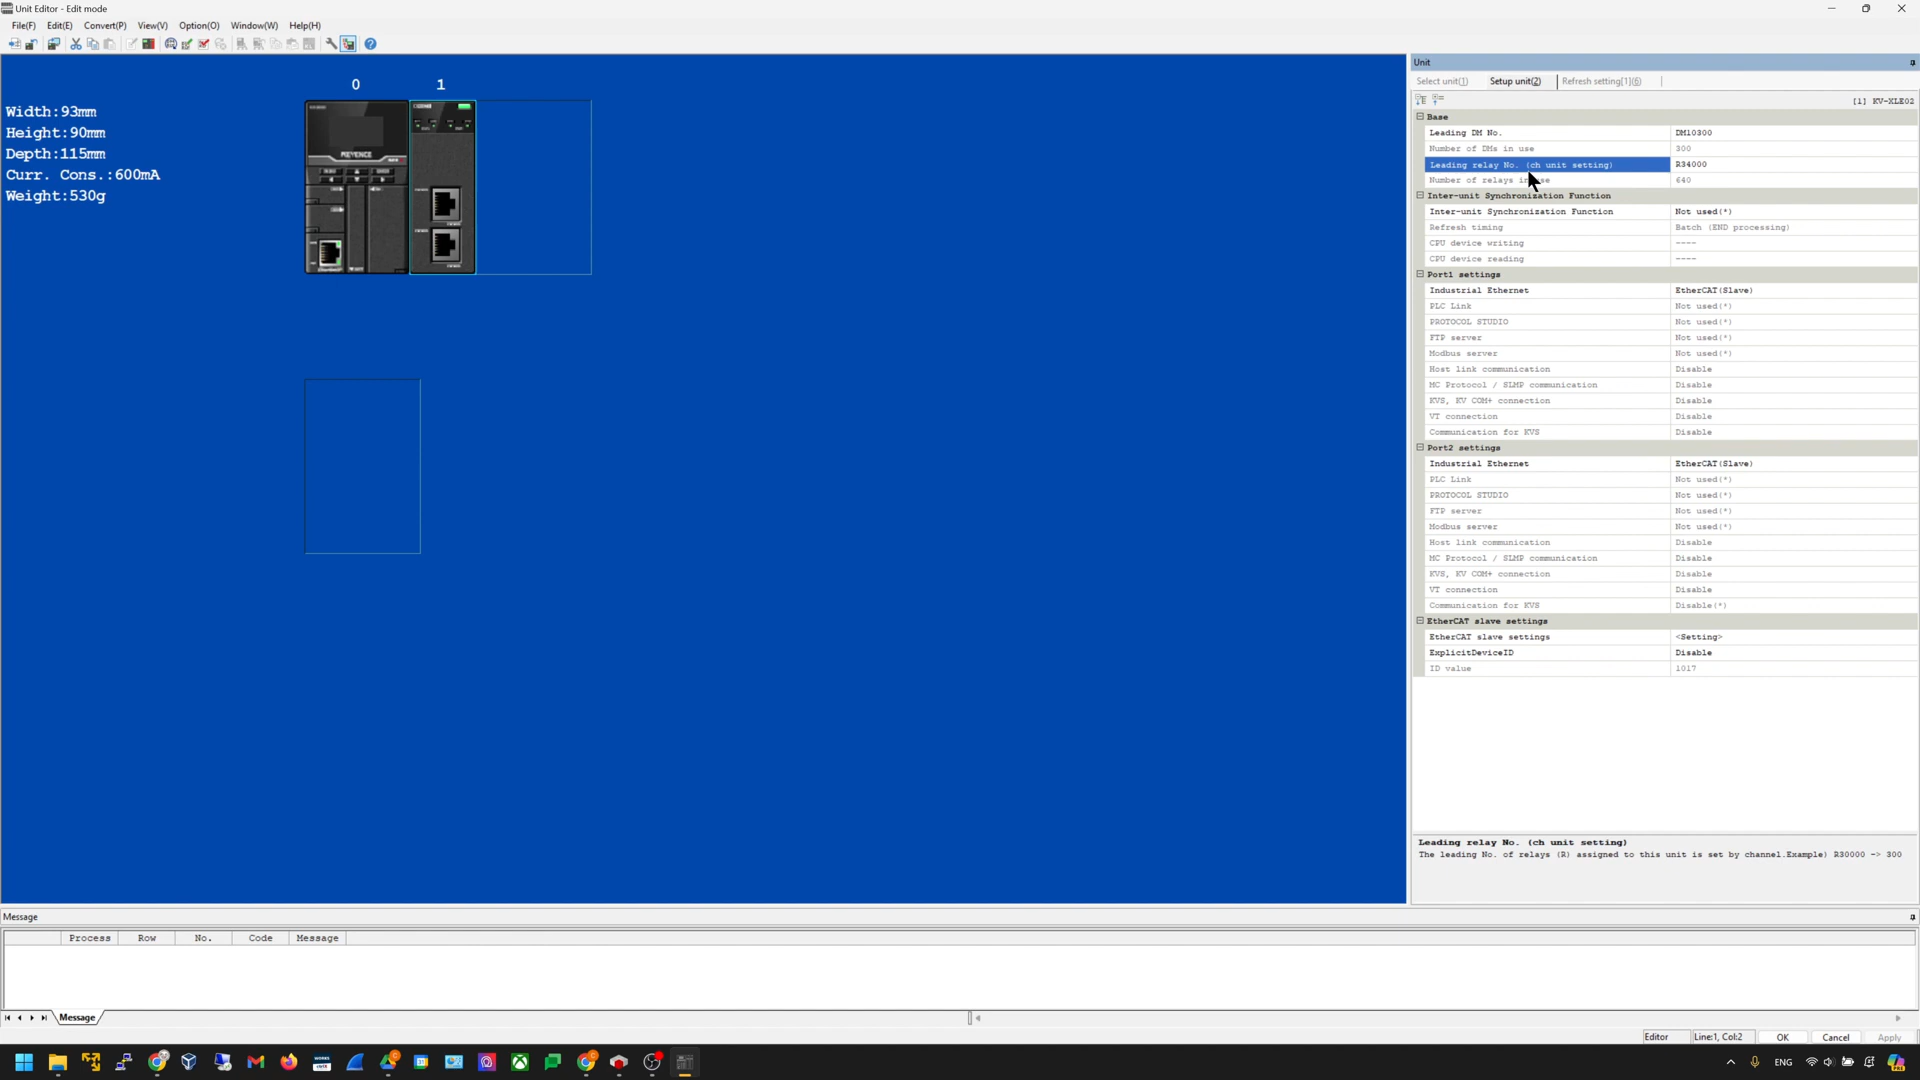 Unit Editor - Edit mode
File(F) Edit(E) Convert(P) View(V) Option(O) Window(W) Help(H)
0 1
Width:93mm
Height:90mm
Depth:115mm
Curr. Cons.:600mA
Weight:530g
KEYENCE
Unit
Select unit(1) Setup unit(2) Refresh setting[1](6)
[1] KV-XLE02
Base
Leading DM No. DM10300
Number of DMs in use 300
Leading relay No. (ch unit setting) R34000
Number of relays in use 640
Inter-unit Synchronization Function
Inter-unit Synchronization Function Not used(*)
Refresh timing Batch (END processing)
CPU device writing ----
CPU device reading ----
Port1 settings
Industrial Ethernet EtherCAT(Slave)
PLC Link Not used(*)
PROTOCOL STUDIO Not used(*)
FTP server Not used(*)
Modbus server Not used(*)
Host link communication Disable
MC Protocol / SLMP communication Disable
KVS, KV COM+ connection Disable
VT connection Disable
Communication for KVS Disable
Port2 settings
Industrial Ethernet EtherCAT(Slave)
PLC Link Not used(*)
PROTOCOL STUDIO Not used(*)
FTP server Not used(*)
Modbus server Not used(*)
Host link communication Disable
MC Protocol / SLMP communication Disable
KVS, KV COM+ connection Disable
VT connection Disable
Communication for KVS Disable(*)
EtherCAT slave settings
EtherCAT slave settings <Setting>
ExplicitDeviceID Disable
ID value 1017
Leading relay No. (ch unit setting)
The leading No. of relays (R) assigned to this unit is set by channel.Example) R30000 -> 300
Message
Process Row No. Code Message
Message
Editor Line:1, Col:2 OK Cancel Apply
ENG